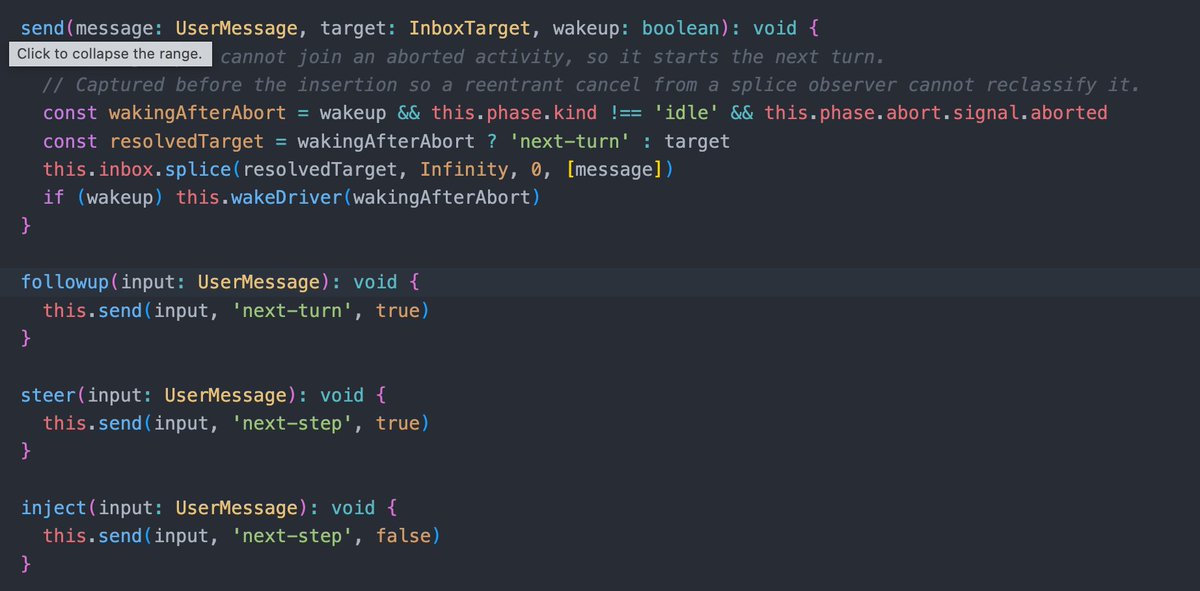 send(message: UserMessage, target: InboxTarget, wakeup: boolean): void {
Click to collapse the range.
cannot join an aborted activity, so it starts the next turn.
// Captured before the insertion so a reentrant cancel from a splice observer cannot reclassify it.
const wakingAfterAbort = wakeup && this.phase.kind !== 'idle' && this.phase.abort.signal.aborted
const resolvedTarget = wakingAfterAbort ? 'next-turn' : target
this.inbox.splice(resolvedTarget, Infinity, 0, [message])
if (wakeup) this.wakeDriver(wakingAfterAbort)
}
followup(input: UserMessage): void {
this.send(input, 'next-turn', true)
}
steer(input: UserMessage): void {
this.send(input, 'next-step', true)
}
inject(input: UserMessage): void {
this.send(input, 'next-step', false)
}